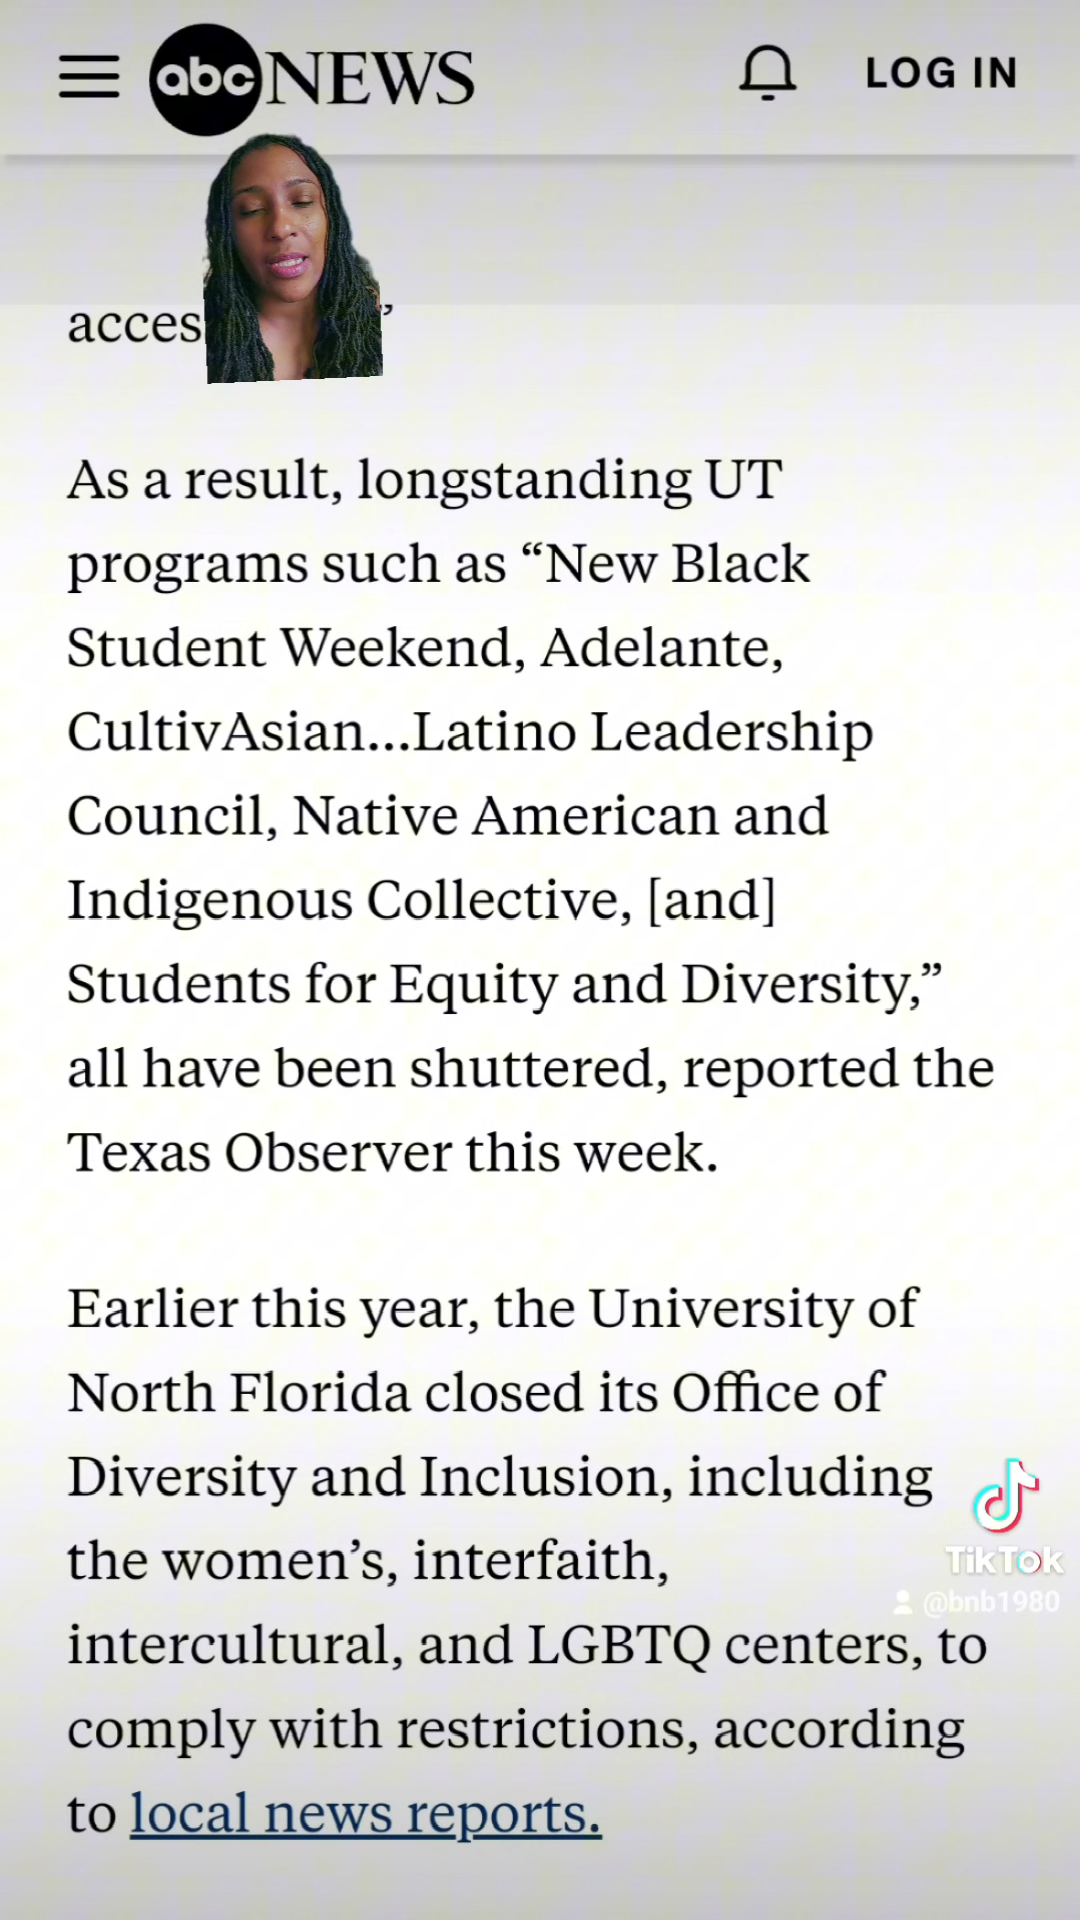 abc NEWS
LOG IN
acces
As a result, longstanding UT
programs such as “New Black
Student Weekend, Adelante,
CultivAsian...Latino Leadership
Council, Native American and
Indigenous Collective, [and]
Students for Equity and Diversity,”
all have been shuttered, reported the
Texas Observer this week.
Earlier this year, the University of
North Florida closed its Office of
Diversity and Inclusion, including
the women’s, interfaith,
intercultural, and LGBTQ centers, to
comply with restrictions, according
to local news reports.
TikTok
@bnb1980